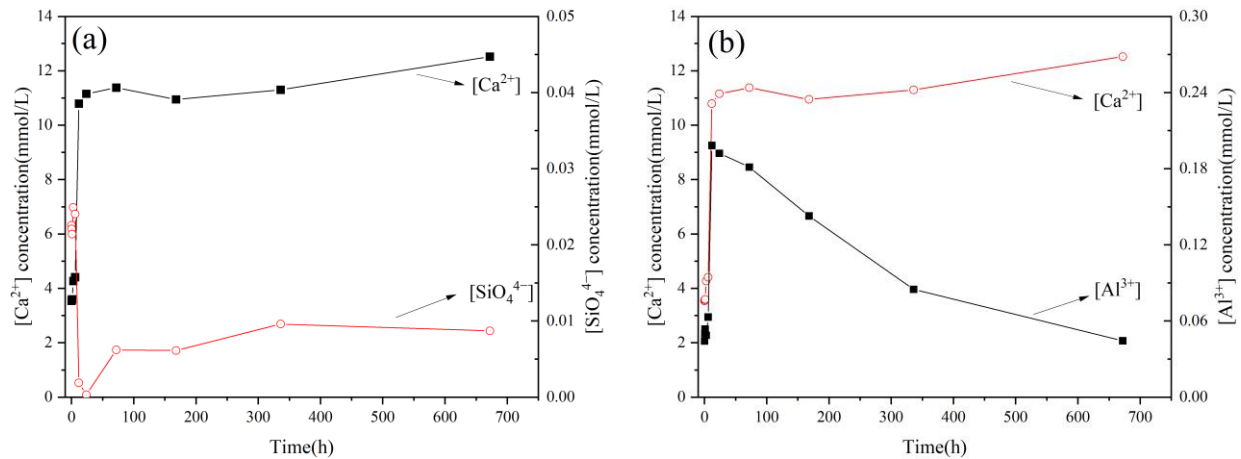 (a)
14
12
10
8
6
4
2
0
[Ca²⁺] concentration(mmol/L)
0.05
0.04
0.03
0.02
0.01
0.00
[SiO₄⁴⁻] concentration(mmol/L)
[Ca²⁺]
[SiO₄⁴⁻]
0 100 200 300 400 500 600 700
Time(h)
(b)
14
12
10
8
6
4
2
0
[Ca²⁺] concentration(mmol/L)
0.30
0.24
0.18
0.12
0.06
0.00
[Al³⁺] concentration(mmol/L)
[Ca²⁺]
[Al³⁺]
0 100 200 300 400 500 600 700
Time(h)